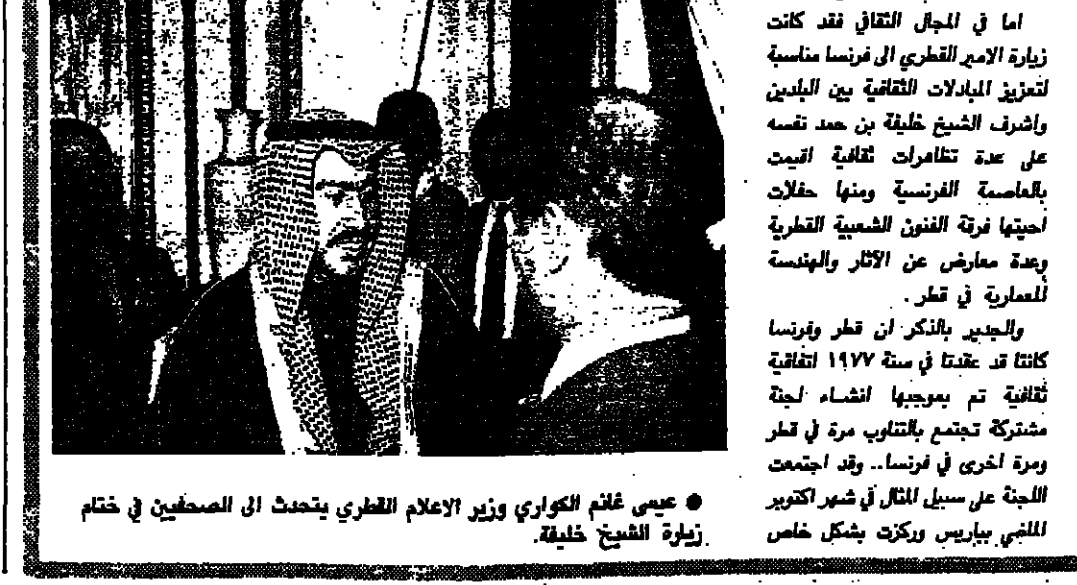 اما في المجال الثقافي فقد كانت
زيارة الامير القطري الى فرنسا مناسبة
لتعزيز المبادلات الثقافية بين البلدين
واشرف الشيخ خليفة بن حمد نفسه
على عدة تظاهرات ثقافية اقيمت
بالعاصمة الفرنسية ومنها حفلات
احيتها فرقة الفنون الشعبية القطرية
وعدة معارض عن الآثار والهندسة
المعمارية في قطر .
والجدير بالذكر ان قطر وفرنسا
كانتا قد عقدتا في سنة ١٩٧٧ اتفاقية
ثقافية تم بموجبها انشاء لجنة
مشتركة تجتمع بالتناوب مرة في قطر
ومرة اخرى في فرنسا.. وقد اجتمعت
اللجنة على سبيل المثال في شهر اكتوبر
الماضي بباريس وركزت بشكل خاص
● عيسى غانم الكواري وزير الاعلام القطري يتحدث الى الصحفيين في ختام
زيارة الشيخ خليفة.